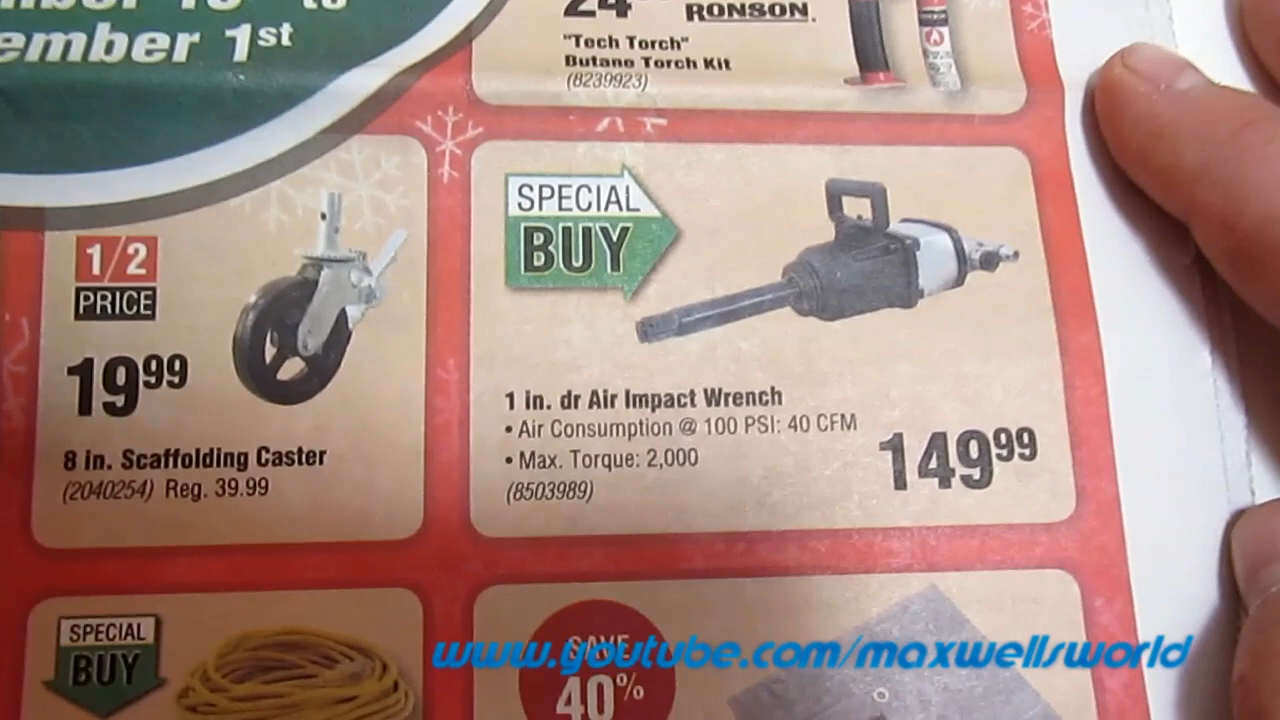 ember 1st
24
RONSON.
"Tech Torch"
Butane Torch Kit
(8239923)
1/2
PRICE
19.99
8 in. Scaffolding Caster
(2040254) Reg. 39.99
SPECIAL
BUY
1 in. dr Air Impact Wrench
• Air Consumption @ 100 PSI: 40 CFM
• Max. Torque: 2,000
(8503989)
149.99
SPECIAL
BUY
SAVE
40%
www.youtube.com/maxwellsworld